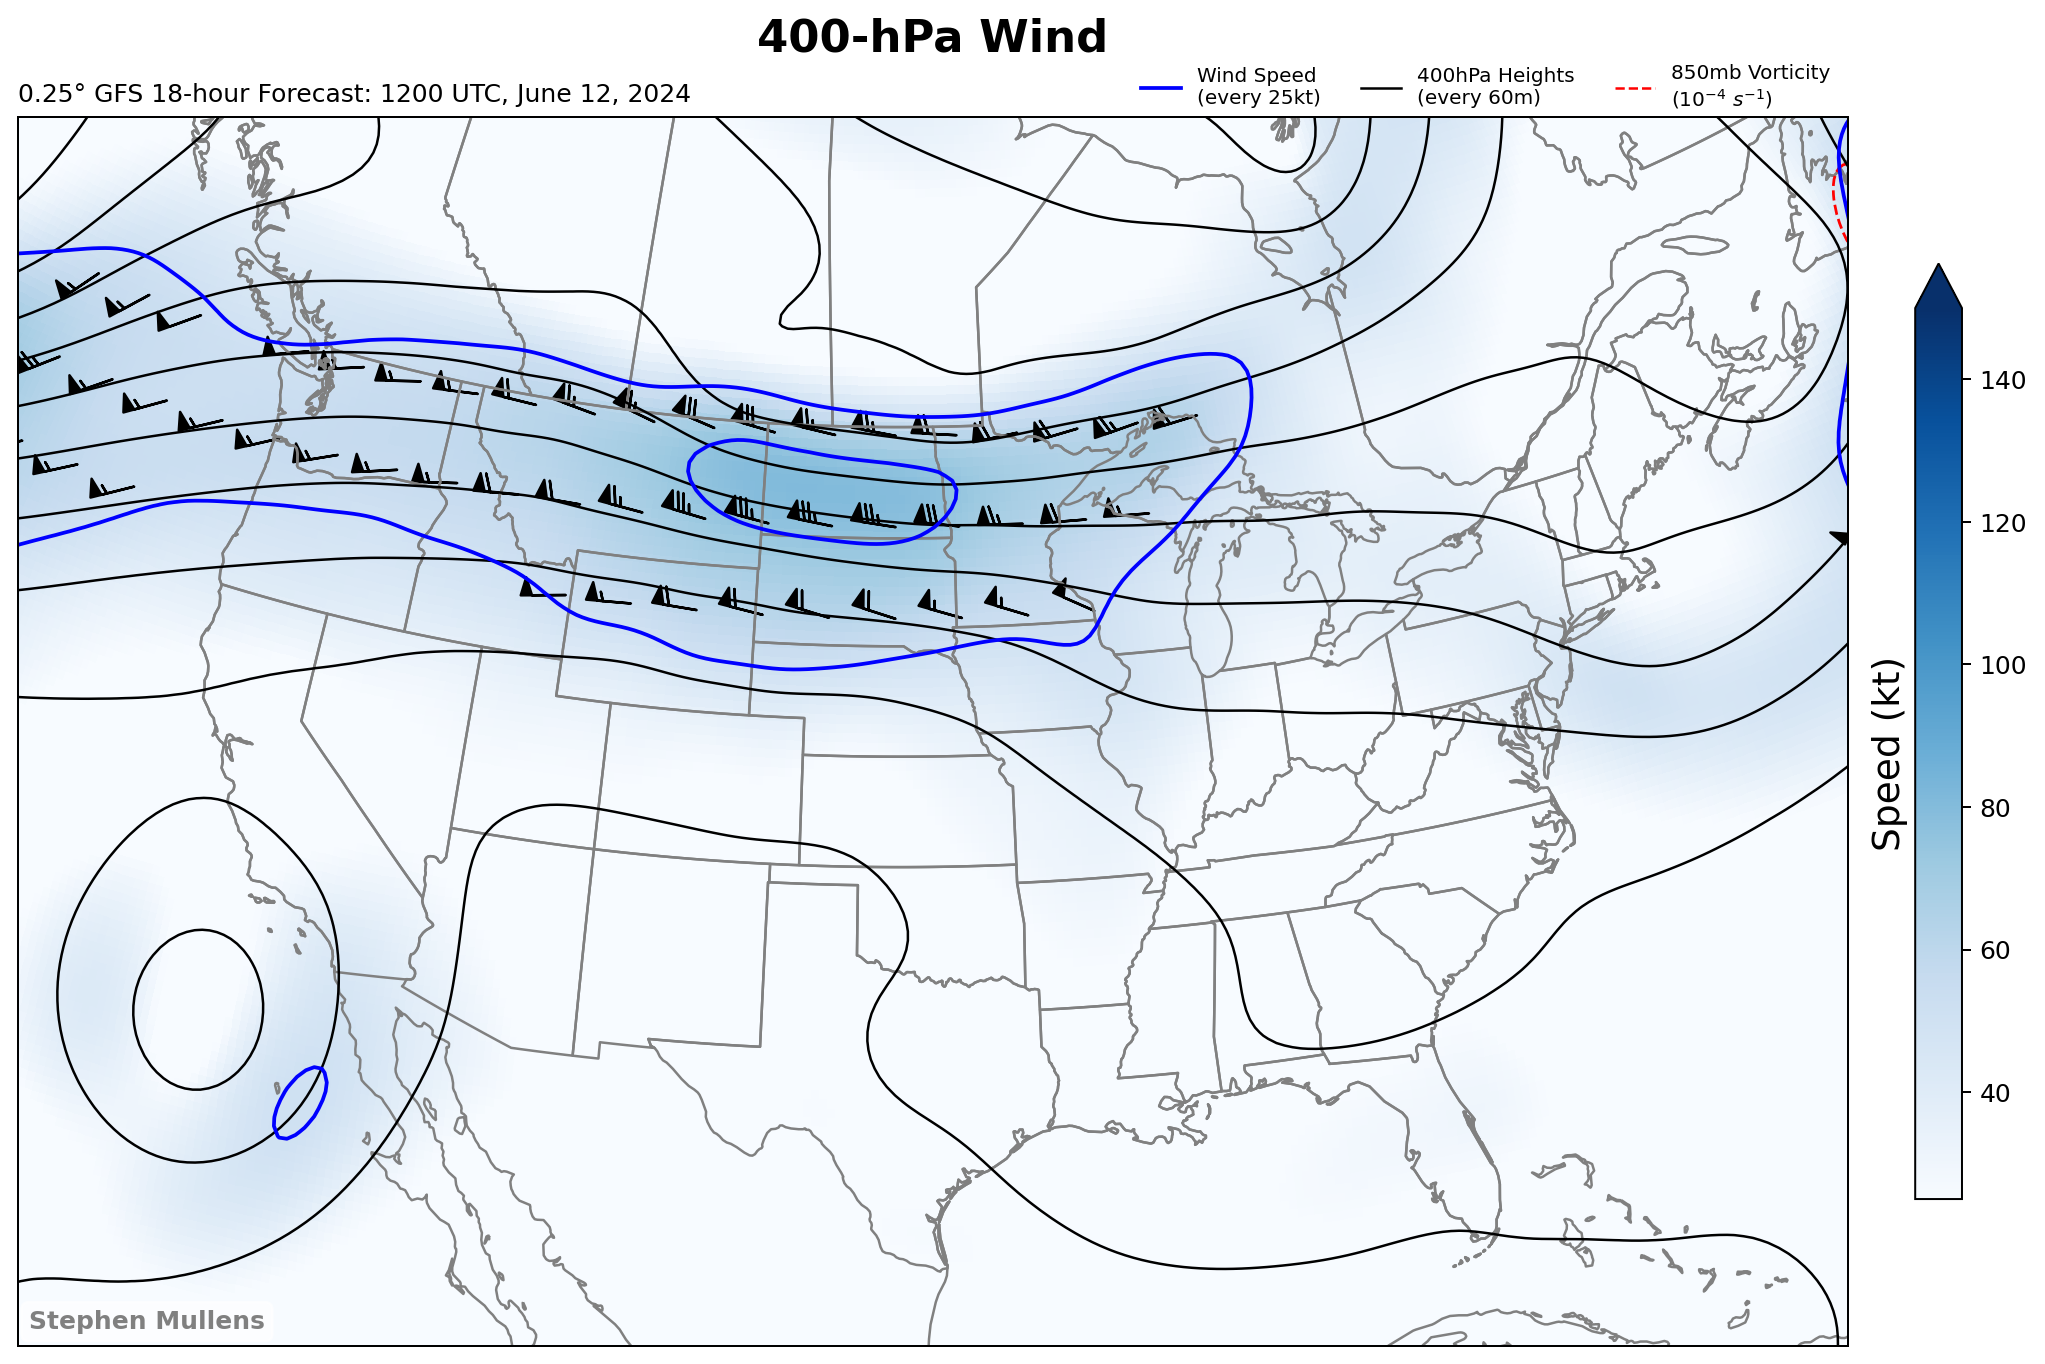 400-hPa Wind
0.25° GFS 18-hour Forecast: 1200 UTC, June 12, 2024
Wind Speed
(every 25kt)
400hPa Heights
(every 60m)
850mb Vorticity
(10⁻⁴ s⁻¹)
140
120
100
80
60
40
Speed (kt)
Stephen Mullens